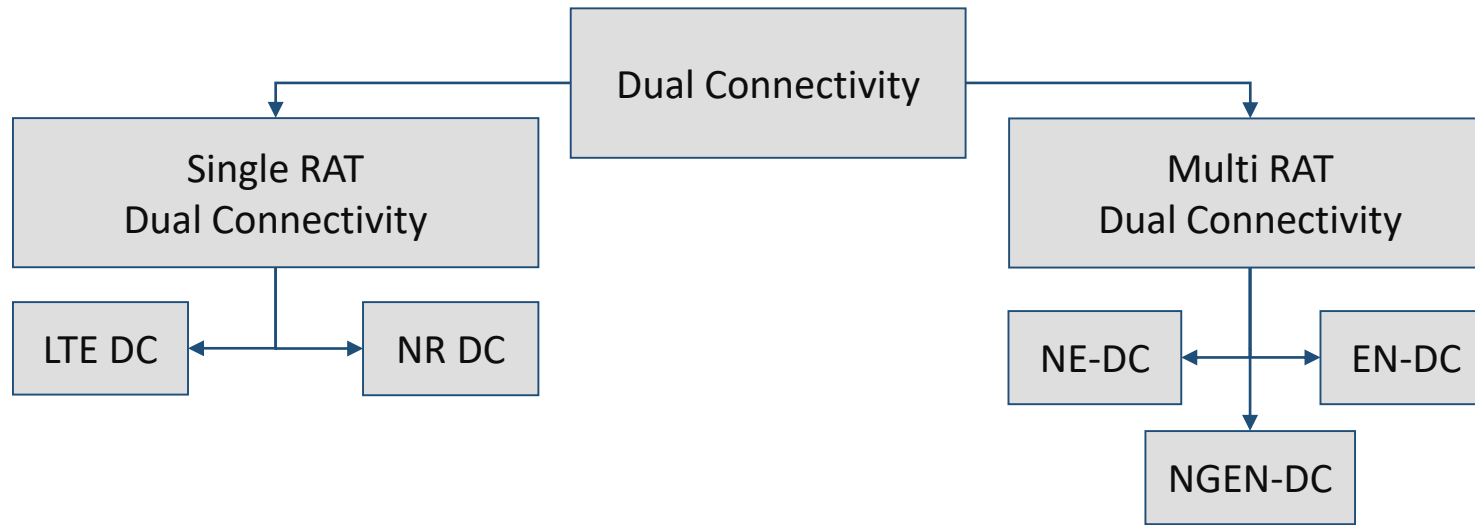 Dual Connectivity
Single RAT
Dual Connectivity
Multi RAT
Dual Connectivity
LTE DC
NR DC
NE-DC
EN-DC
NGEN-DC